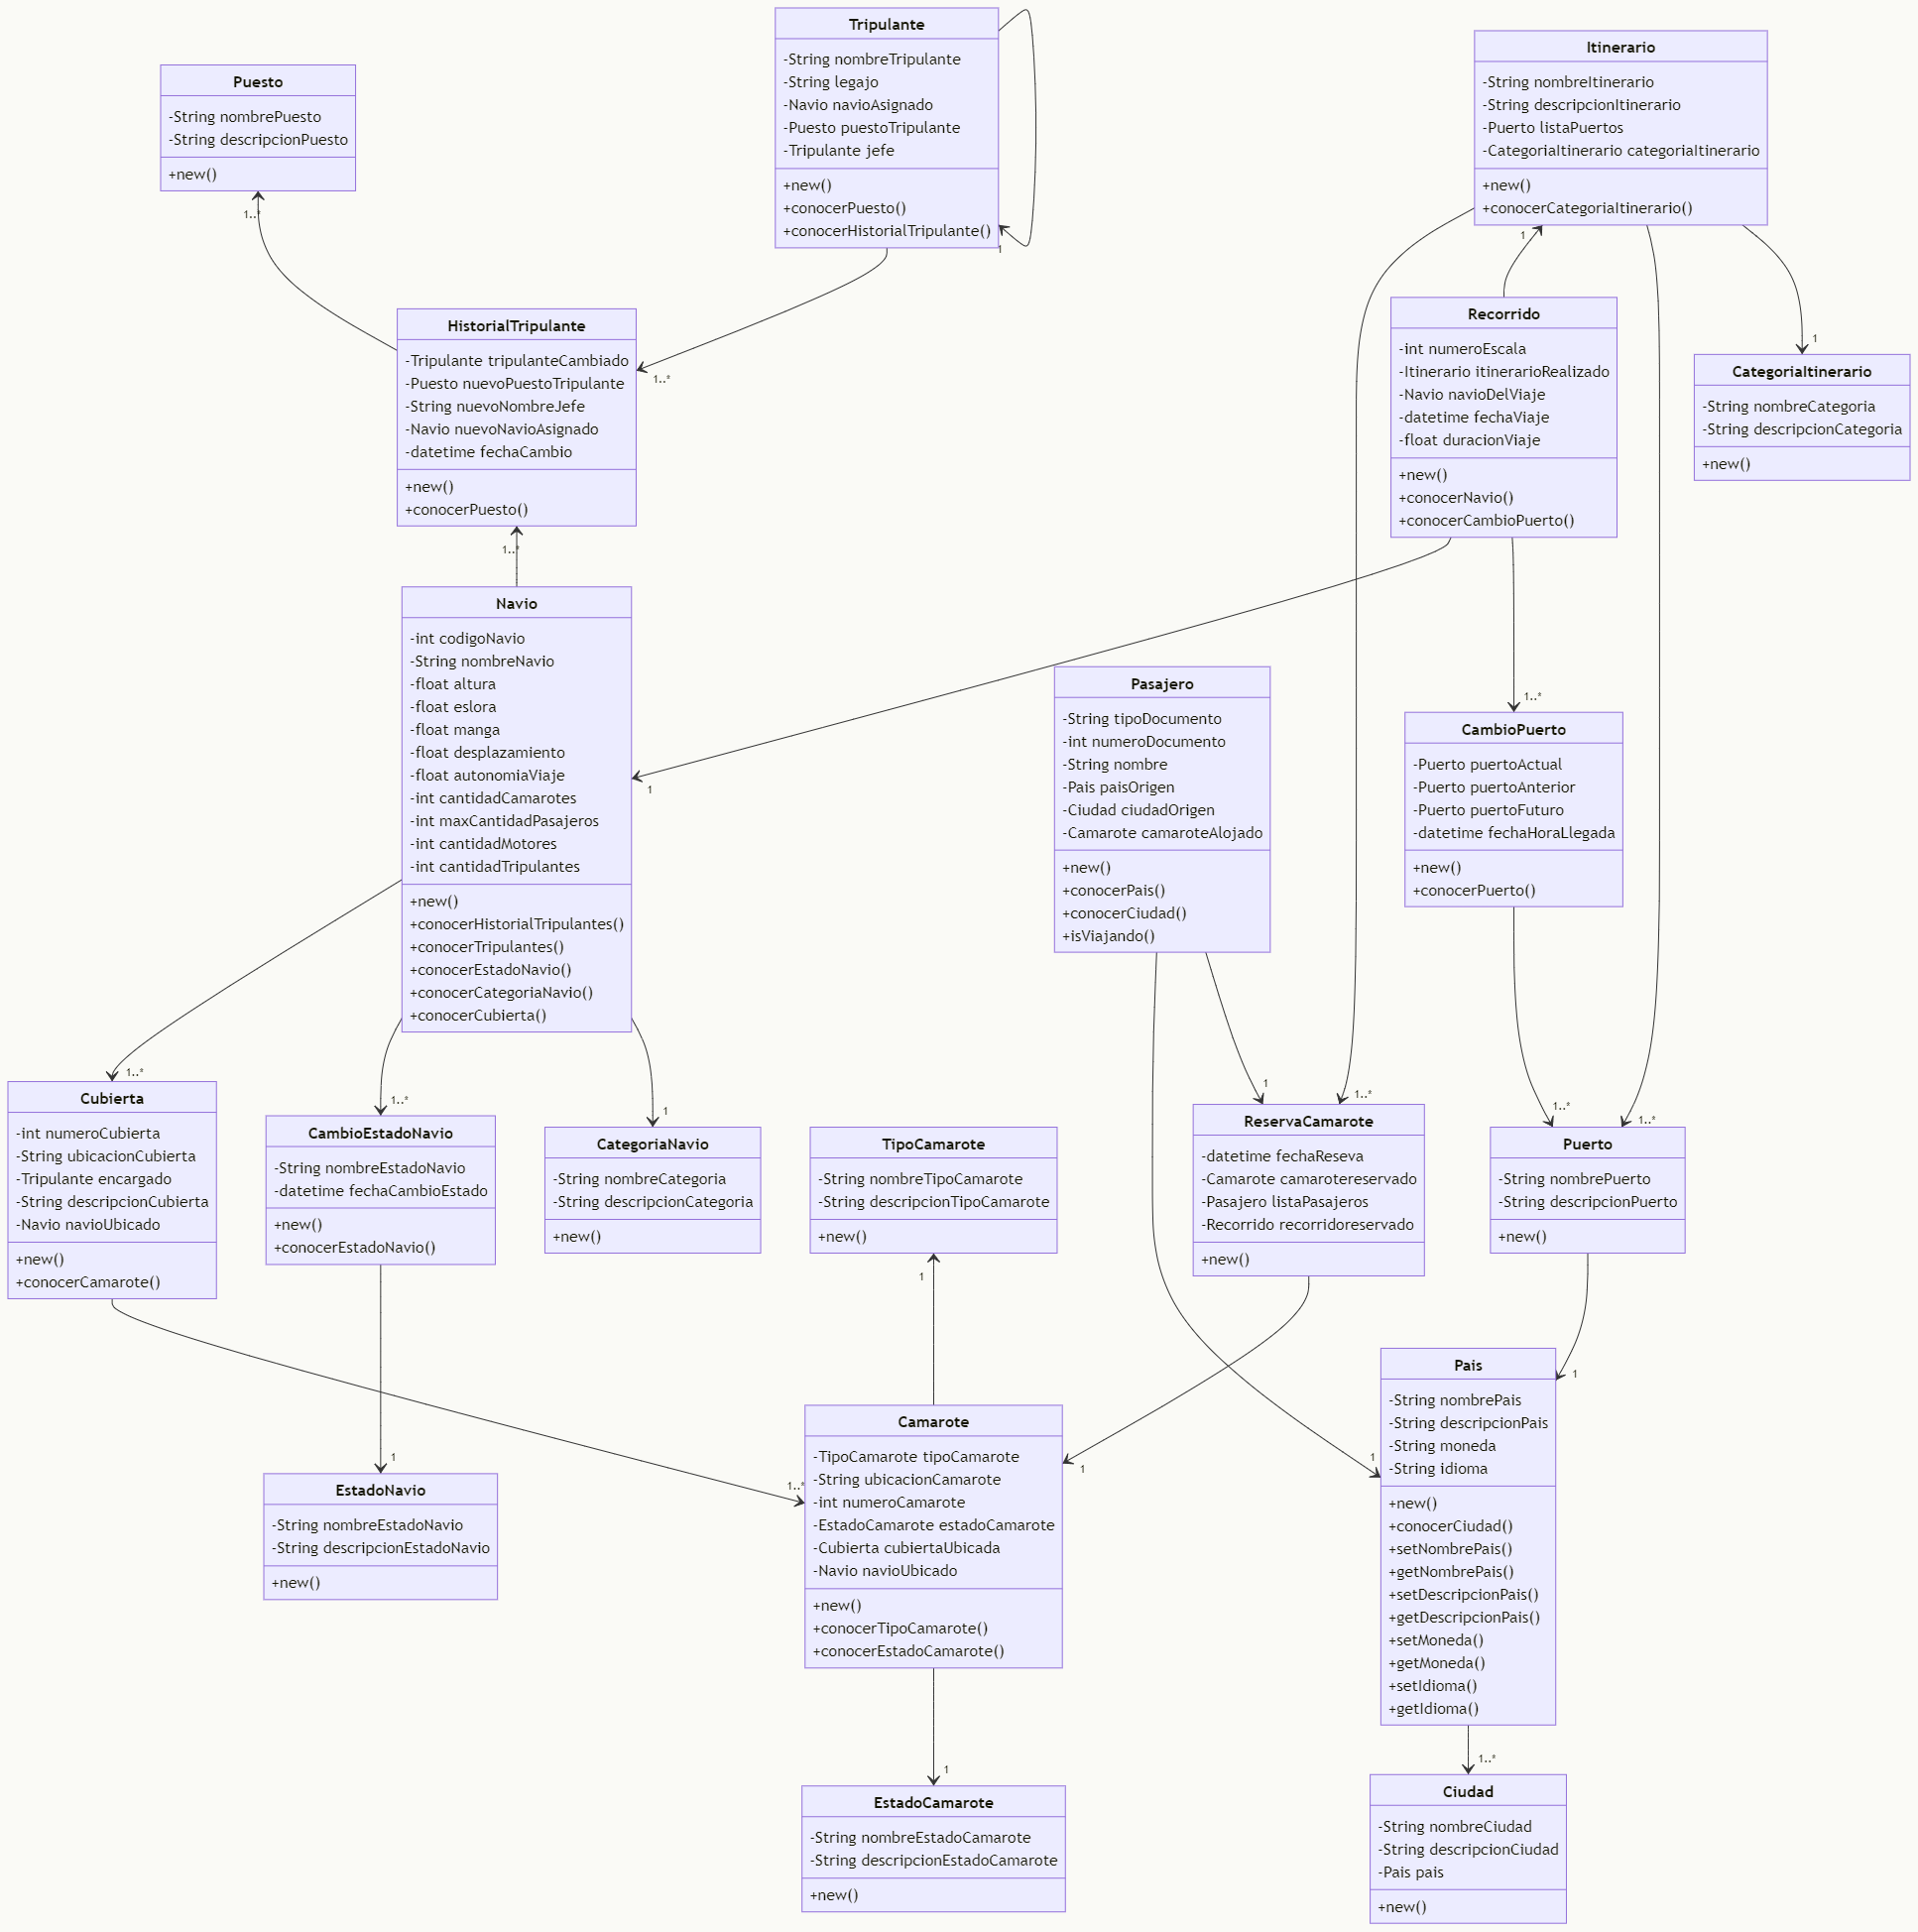 Tripulante
-String nombreTripulante
-String legajo
-Navio navioAsignado
-Puesto puestoTripulante
-Tripulante jefe
+new()
+conocerPuesto()
+conocerHistorialTripulante()
1
Itinerario
-String nombreItinerario
-String descripcionItinerario
-Puerto listaPuertos
-CategoriaItinerario categoriaItinerario
+new()
+conocerCategoriaItinerario()
1
Puesto
-String nombrePuesto
-String descripcionPuesto
+new()
1..*
HistorialTripulante
-Tripulante tripulanteCambiado
-Puesto nuevoPuestoTripulante
-String nuevoNombreJefe
-Navio nuevoNavioAsignado
-datetime fechaCambio
+new()
+conocerPuesto()
1..*
1..*
Recorrido
-int numeroEscala
-Itinerario itinerarioRealizado
-Navio navioDelViaje
-datetime fechaViaje
-float duracionViaje
+new()
+conocerNavio()
+conocerCambioPuerto()
1
CategoriaItinerario
-String nombreCategoria
-String descripcionCategoria
+new()
Navio
-int codigoNavio
-String nombreNavio
-float altura
-float eslora
-float manga
-float desplazamiento
-float autonomiaViaje
-int cantidadCamarotes
-int maxCantidadPasajeros
-int cantidadMotores
-int cantidadTripulantes
+new()
+conocerHistorialTripulantes()
+conocerTripulantes()
+conocerEstadoNavio()
+conocerCategoriaNavio()
+conocerCubierta()
1
Pasajero
-String tipoDocumento
-int numeroDocumento
-String nombre
-Pais paisOrigen
-Ciudad ciudadOrigen
-Camarote camaroteAlojado
+new()
+conocerPais()
+conocerCiudad()
+isViajando()
1..*
CambioPuerto
-Puerto puertoActual
-Puerto puertoAnterior
-Puerto puertoFuturo
-datetime fechaHoraLlegada
+new()
+conocerPuerto()
1..*
Cubierta
-int numeroCubierta
-String ubicacionCubierta
-Tripulante encargado
-String descripcionCubierta
-Navio navioUbicado
+new()
+conocerCamarote()
1..*
CambioEstadoNavio
-String nombreEstadoNavio
-datetime fechaCambioEstado
+new()
+conocerEstadoNavio()
1
CategoriaNavio
-String nombreCategoria
-String descripcionCategoria
+new()
TipoCamarote
-String nombreTipoCamarote
-String descripcionTipoCamarote
+new()
1
1
1..*
ReservaCamarote
-datetime fechaReseva
-Camarote camarotereservado
-Pasajero listaPasajeros
-Recorrido recorridoreservado
+new()
1..*
1..*
Puerto
-String nombrePuerto
-String descripcionPuerto
+new()
1
EstadoNavio
-String nombreEstadoNavio
-String descripcionEstadoNavio
+new()
1..*
Camarote
-TipoCamarote tipoCamarote
-String ubicacionCamarote
-int numeroCamarote
-EstadoCamarote estadoCamarote
-Cubierta cubiertaUbicada
-Navio navioUbicado
+new()
+conocerTipoCamarote()
+conocerEstadoCamarote()
1
1
1
Pais
-String nombrePais
-String descripcionPais
-String moneda
-String idioma
+new()
+conocerCiudad()
+setNombrePais()
+getNombrePais()
+setDescripcionPais()
+getDescripcionPais()
+setMoneda()
+getMoneda()
+setIdioma()
+getIdioma()
1
EstadoCamarote
-String nombreEstadoCamarote
-String descripcionEstadoCamarote
+new()
1..*
Ciudad
-String nombreCiudad
-String descripcionCiudad
-Pais pais
+new()